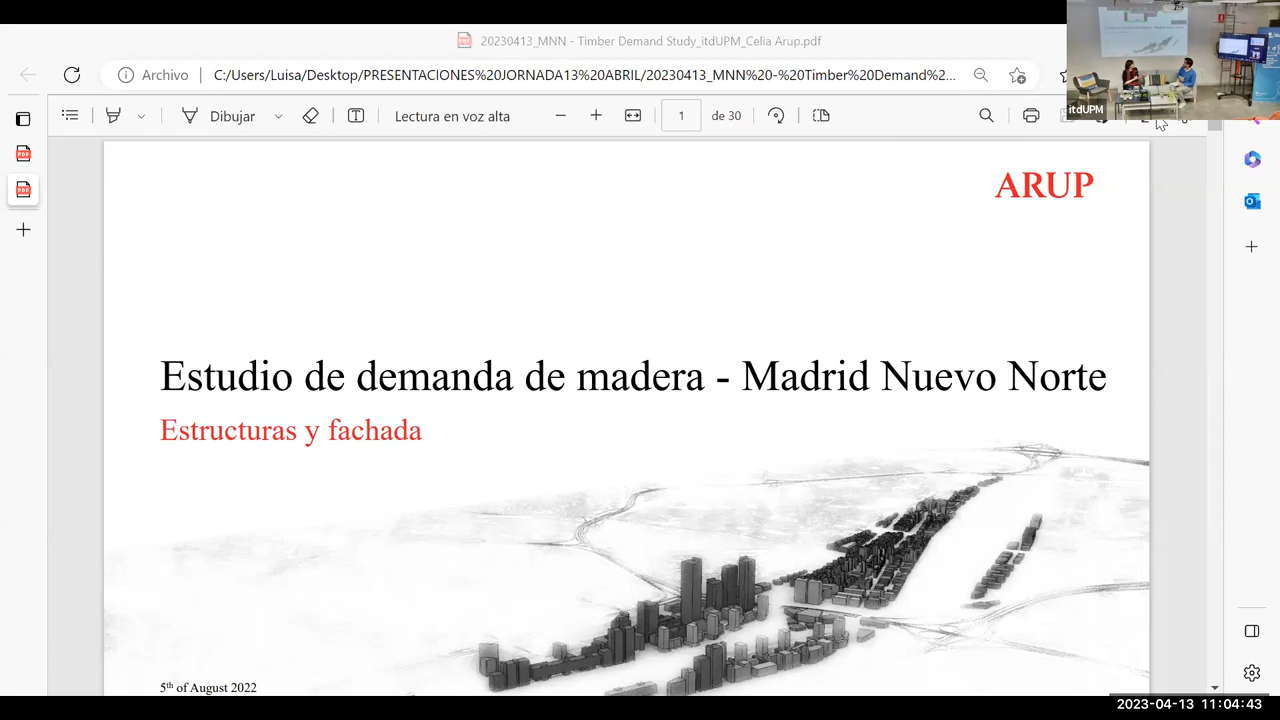 20230413_MNN - Timber Demand Study_itdUPM_Celia Arup.pdf
Archivo
C:/Users/Luisa/Desktop/PRESENTACIONES%20JORNADA13%20ABRIL/20230413_MNN%20-%20Timber%20Demand%2...
itdUPM
Dibujar
ectura en voz alta
1
de 30
ARUP
Estudio de demanda de madera - Madrid Nuevo Norte
Estructuras y fachada
5th of August 2022
2023-04-13 11:04:43